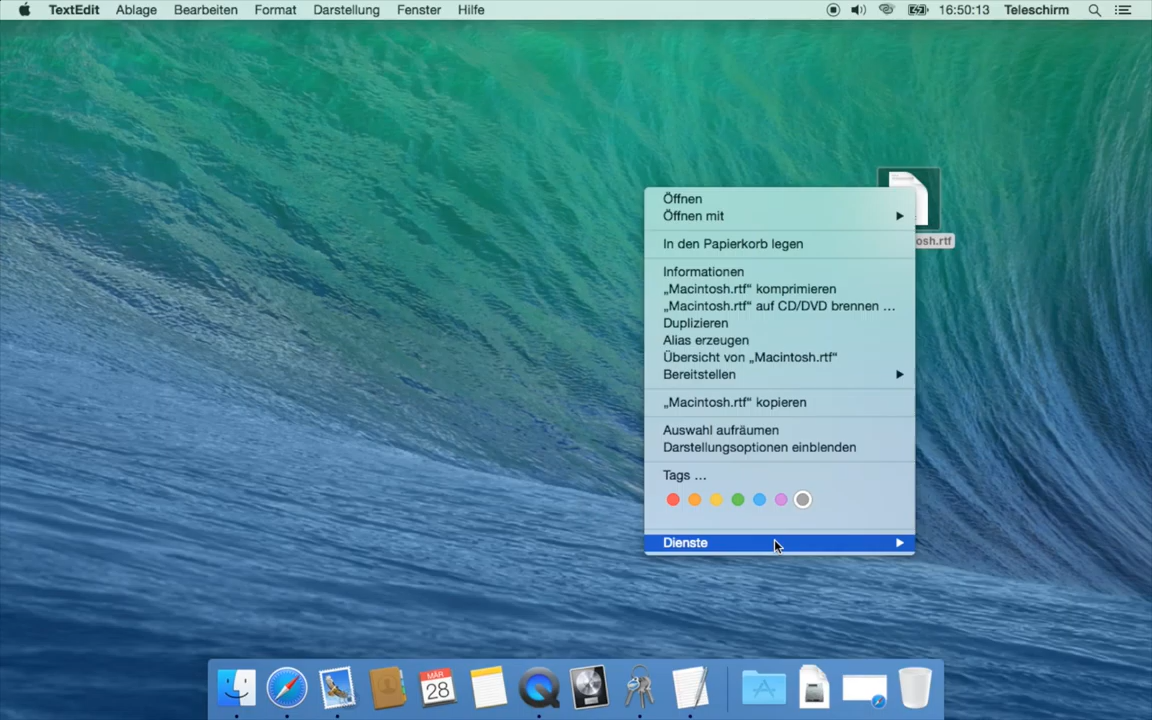 TextEdit Ablage Bearbeiten Format Darstellung Fenster Hilfe 16:50:13 Teleschirm
osh.rtf
Öffnen
Öffnen mit
In den Papierkorb legen
Informationen
„Macintosh.rtf“ komprimieren
„Macintosh.rtf“ auf CD/DVD brennen ...
Duplizieren
Alias erzeugen
Übersicht von „Macintosh.rtf“
Bereitstellen
„Macintosh.rtf“ kopieren
Auswahl aufräumen
Darstellungsoptionen einblenden
Tags ...
Dienste
MÄR
28